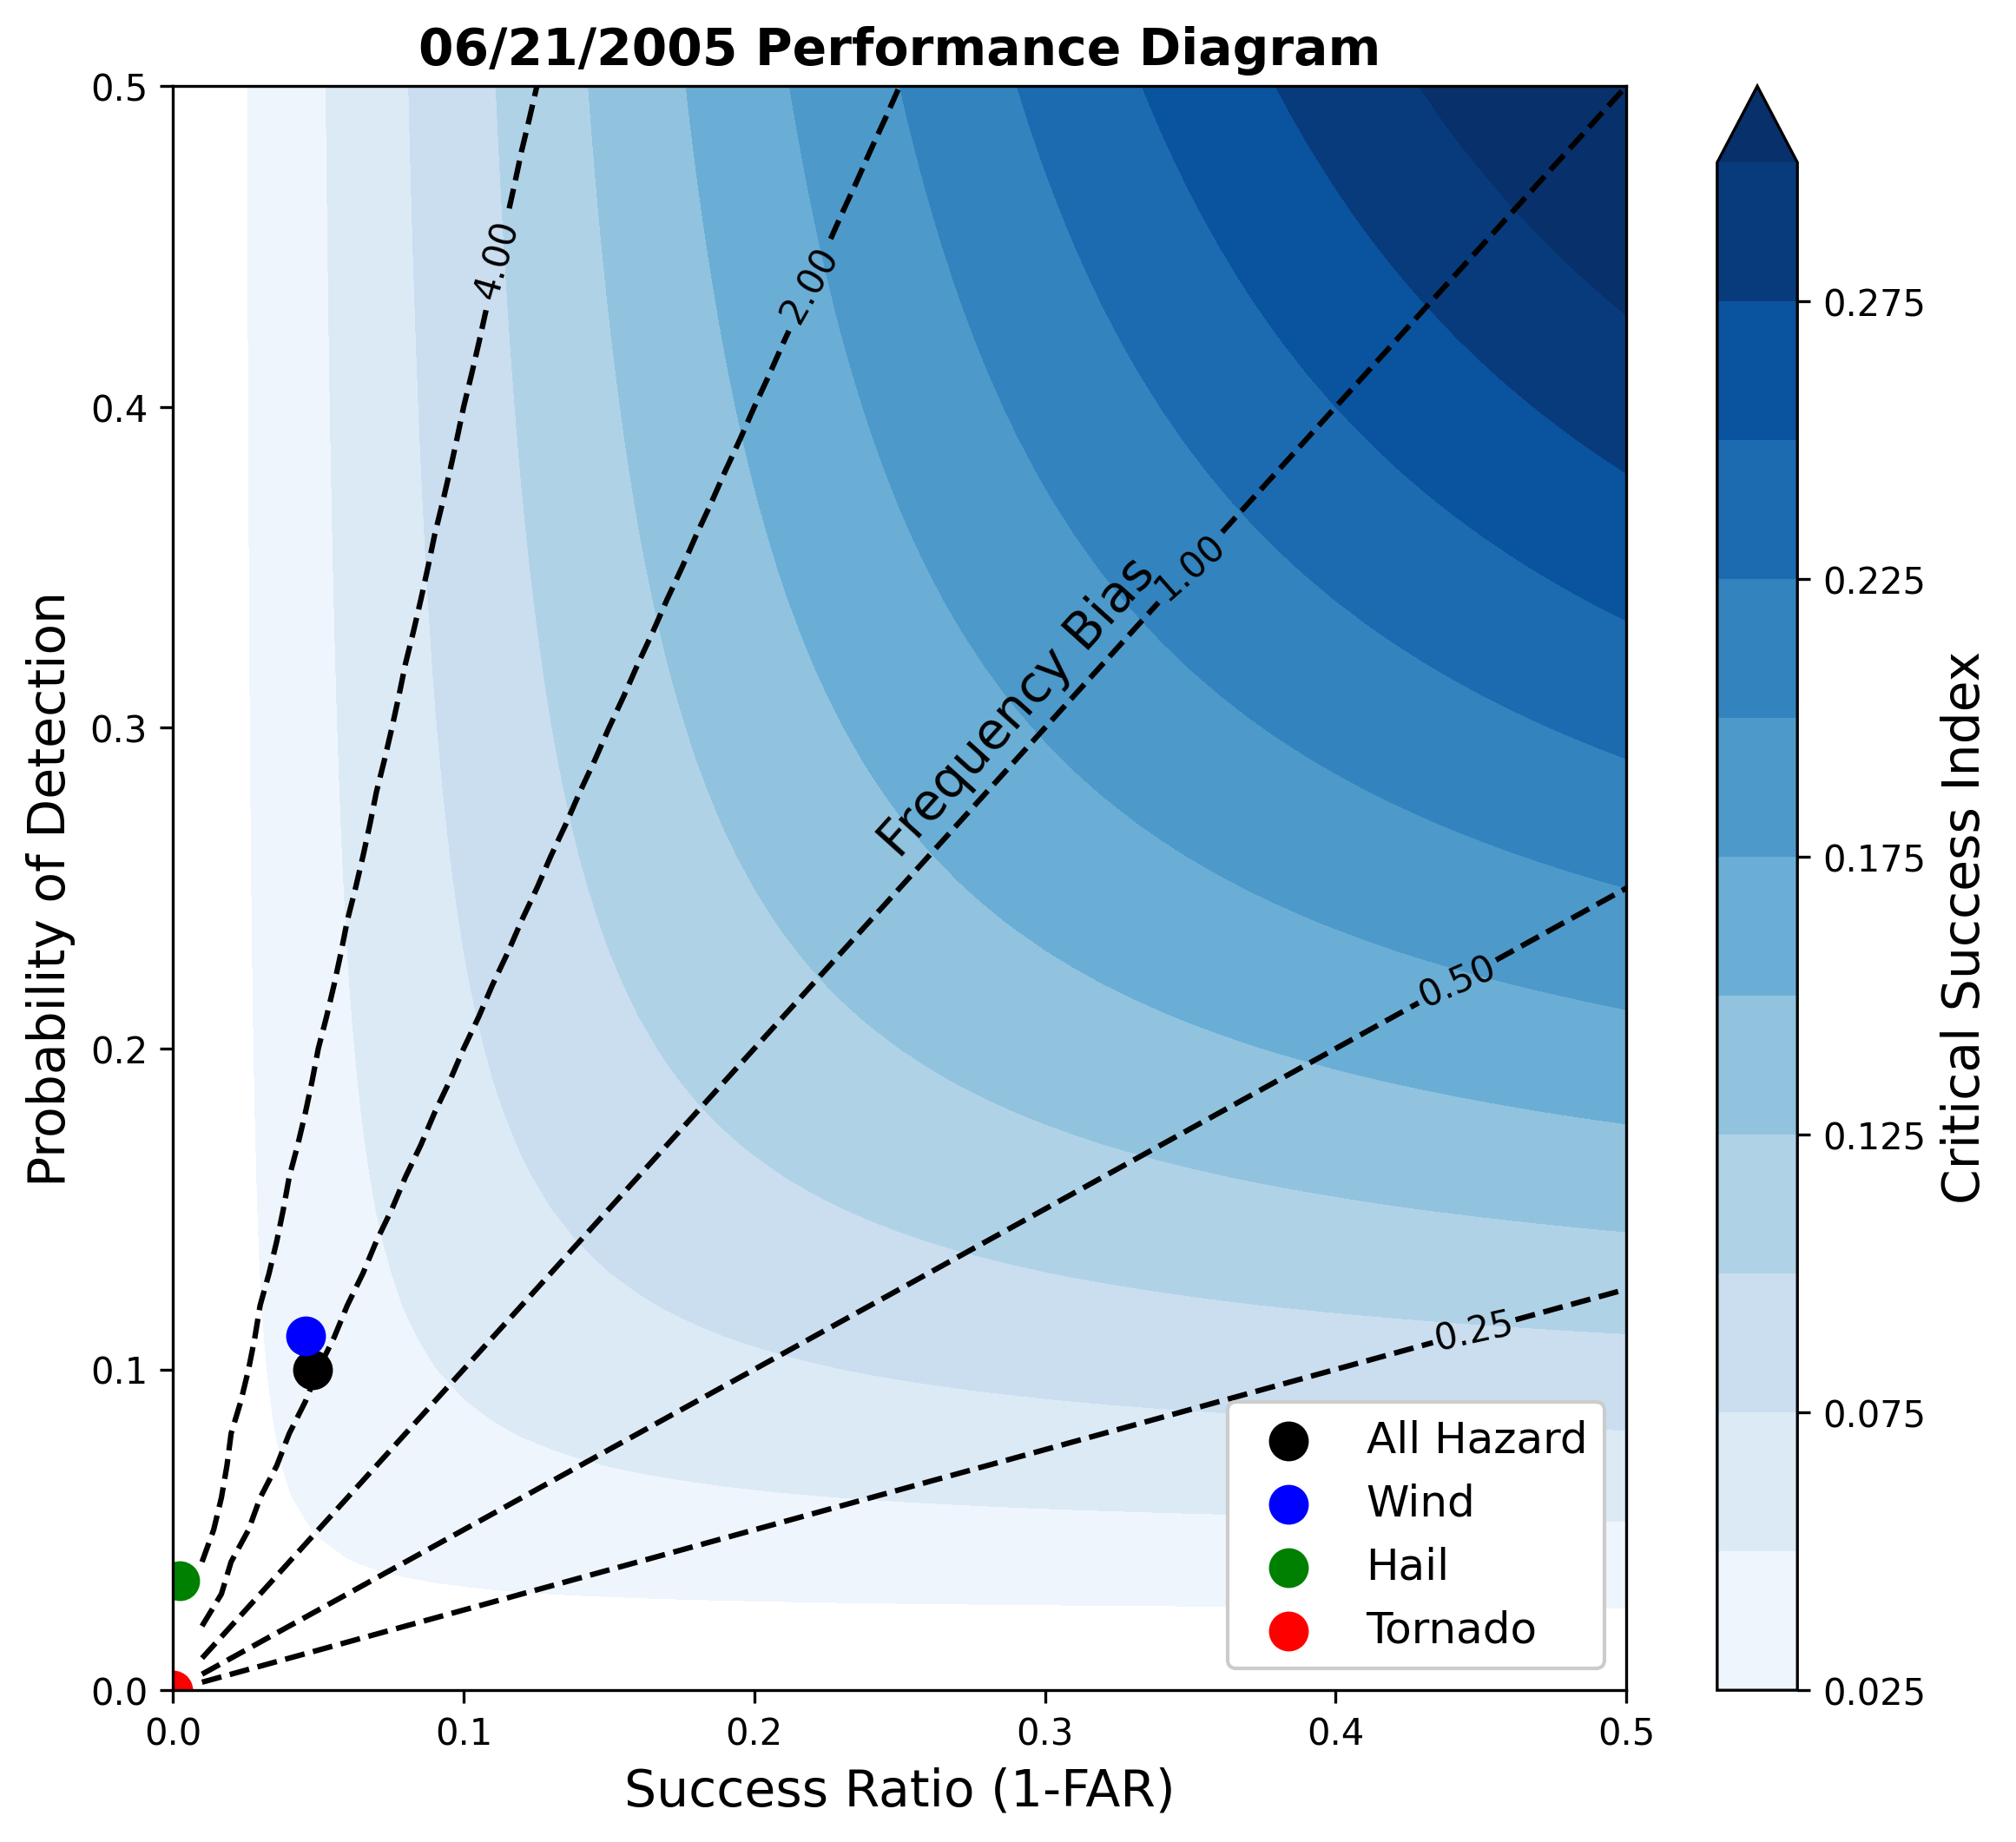 06/21/2005 Performance Diagram
Probability of Detection
0.5
0.4
0.3
0.2
0.1
0.0
0.0
0.1
0.2
0.3
0.4
0.5
Success Ratio (1-FAR)
4.00
2.00
1.00
Frequency Bias
0.50
0.25
All Hazard
Wind
Hail
Tornado
0.275
0.225
0.175
0.125
0.075
0.025
Critical Success Index